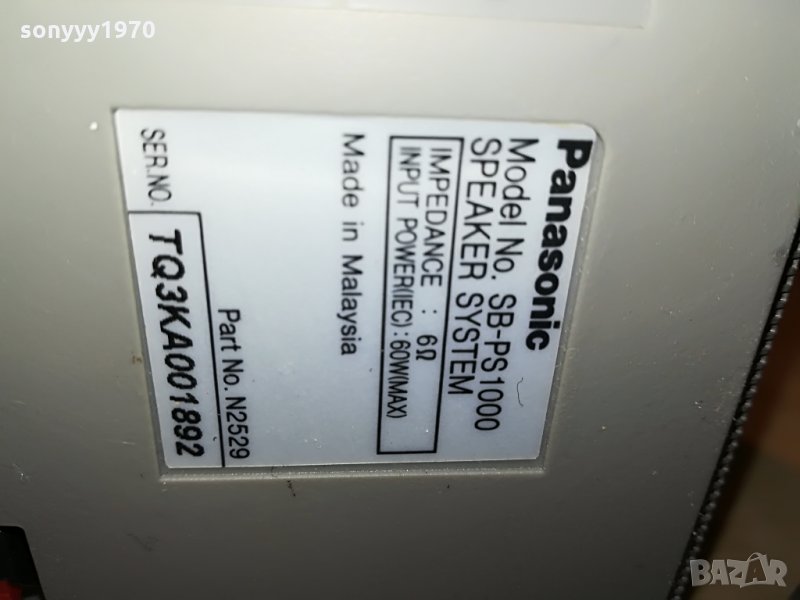 sonyyy1970
Panasonic
Model No. SB-PS1000
SPEAKER SYSTEM
IMPEDANCE : 6Ω
INPUT POWER(IEC) : 60W(MAX)
Made in Malaysia
Part No. N2529
SER.NO. TQ3KA001892
BAZAR